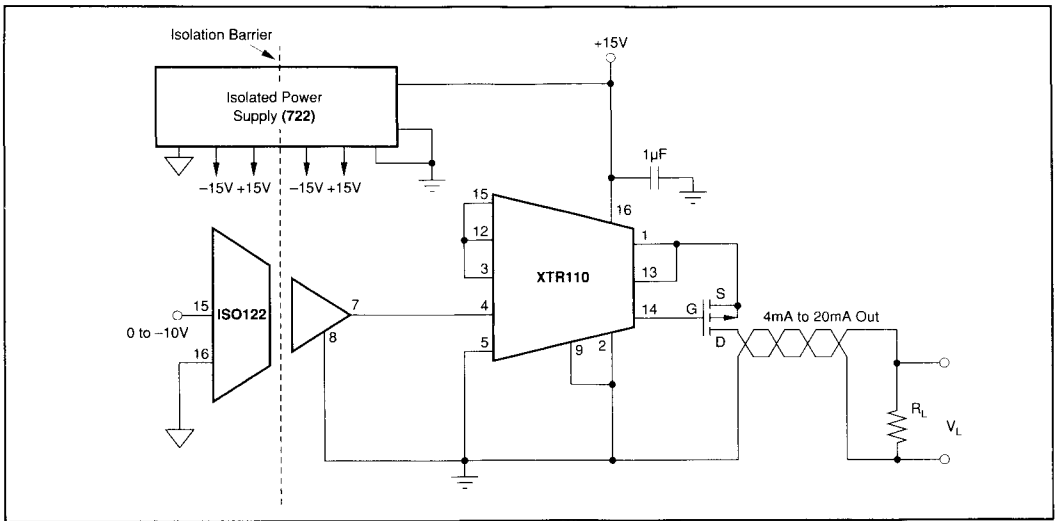 Isolation Barrier
+15V
Isolated Power
Supply (722)
–15V +15V
–15V +15V
1µF
15
12
3
4
5
16
XTR110
1
13
14
9
2
G
S
D
4mA to 20mA Out
ISO122
15
0 to –10V
16
7
8
RL
VL